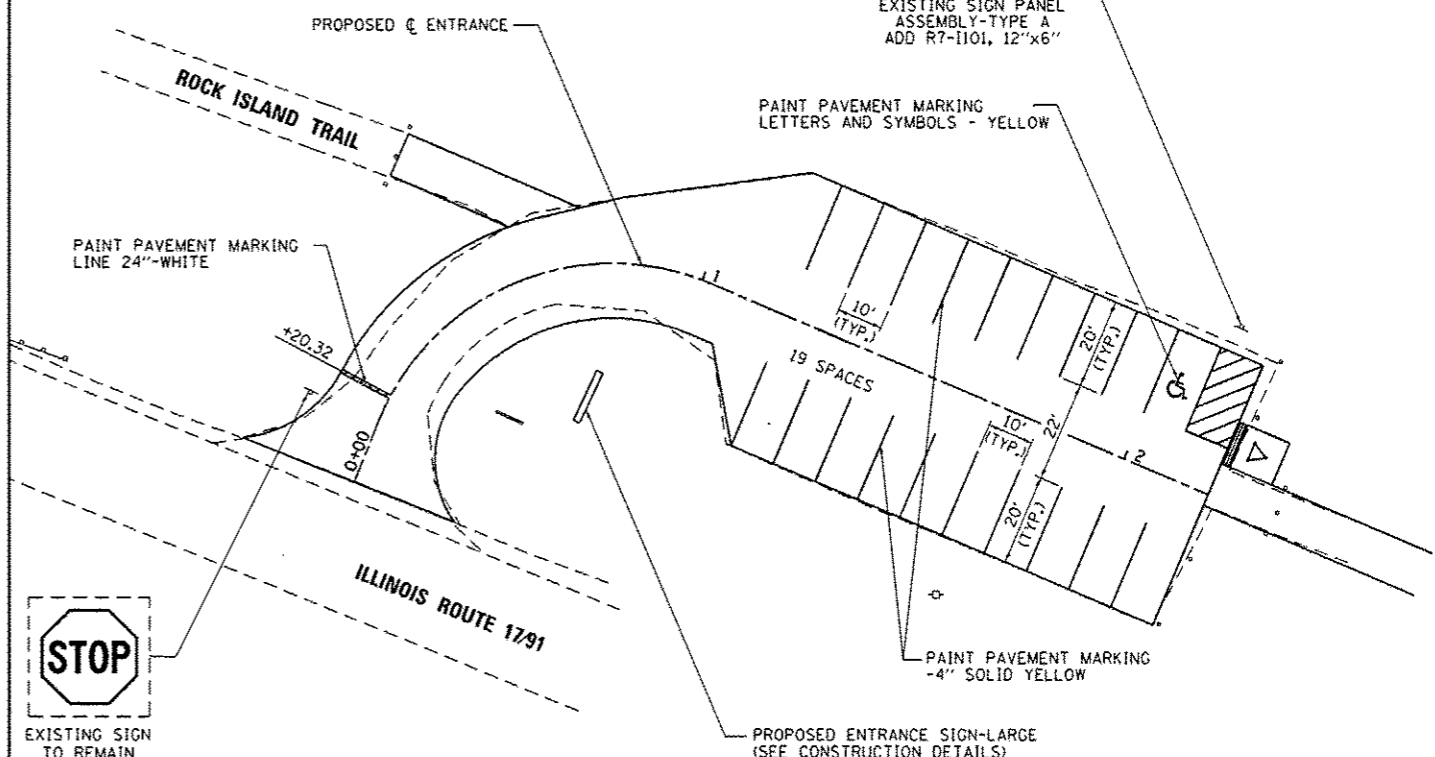 EXISTING SIGN PANEL
ASSEMBLY-TYPE A
ADD R7-I101, 12"x6"
PROPOSED ℄ ENTRANCE
ROCK ISLAND TRAIL
PAINT PAVEMENT MARKING
LETTERS AND SYMBOLS - YELLOW
PAINT PAVEMENT MARKING
LINE 24"-WHITE
1
10'
(TYP.)
20'
(TYP.)
+20.32
19 SPACES
10'
(TYP.)
22'
2
0+00
20'
(TYP.)
ILLINOIS ROUTE 17/91
STOP
PAINT PAVEMENT MARKING
-4" SOLID YELLOW
EXISTING SIGN
TO REMAIN
PROPOSED ENTRANCE SIGN-LARGE
(SEE CONSTRUCTION DETAILS)